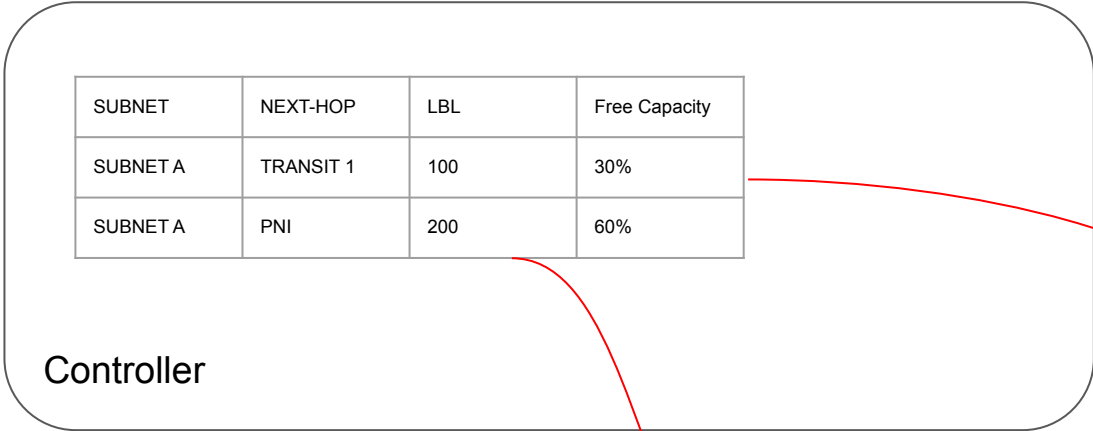 SUBNET NEXT-HOP LBL Free Capacity
SUBNET A TRANSIT 1 100 30%
SUBNET A PNI 200 60%
Controller